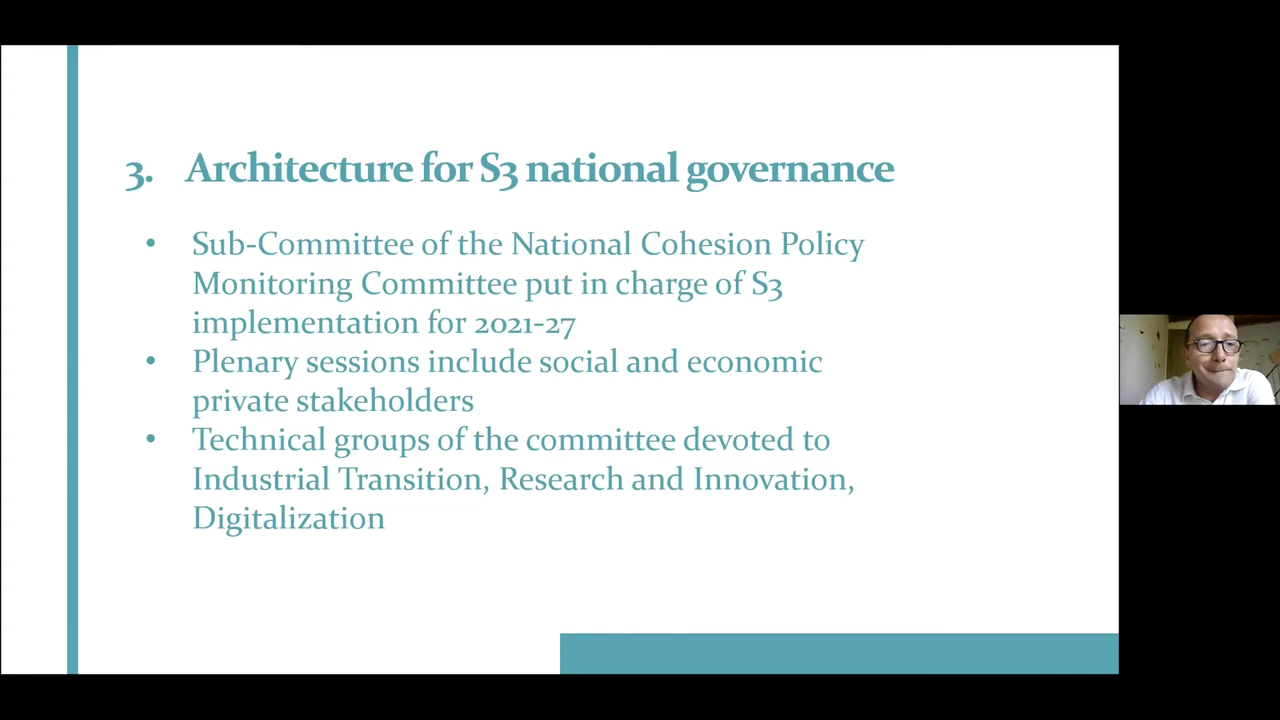 3. Architecture for S3 national governance
• Sub-Committee of the National Cohesion Policy
Monitoring Committee put in charge of S3
implementation for 2021-27
• Plenary sessions include social and economic
private stakeholders
• Technical groups of the committee devoted to
Industrial Transition, Research and Innovation,
Digitalization